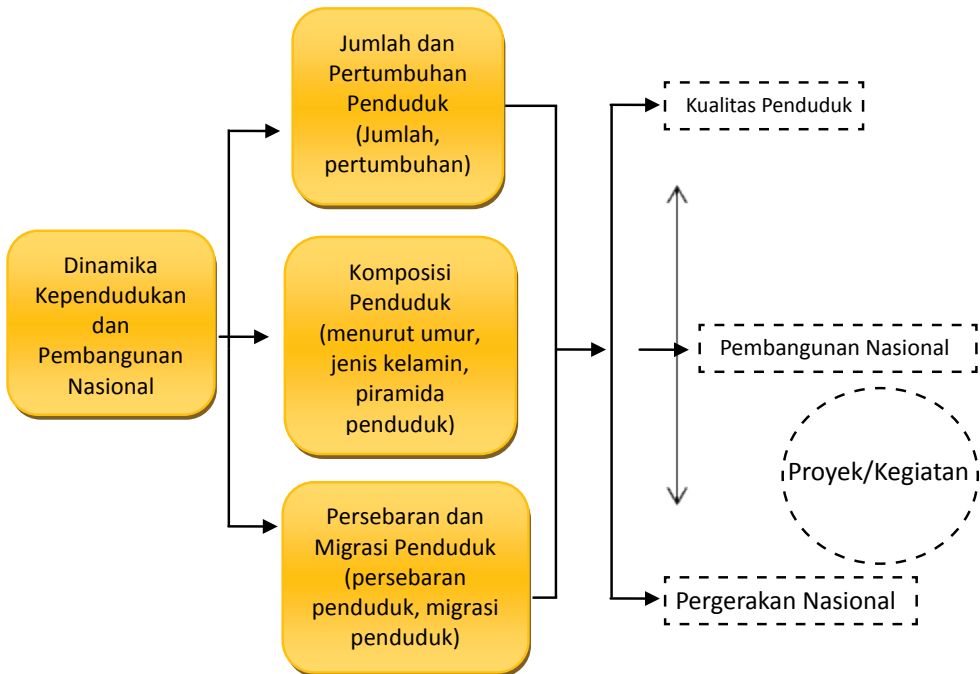 Dinamika
Kependudukan
dan
Pembangunan
Nasional
Jumlah dan
Pertumbuhan
Penduduk
(Jumlah,
pertumbuhan)
Komposisi
Penduduk
(menurut umur,
jenis kelamin,
piramida
penduduk)
Persebaran dan
Migrasi Penduduk
(persebaran
penduduk, migrasi
penduduk)
Kualitas Penduduk
Pembangunan Nasional
Proyek/Kegiatan
Pergerakan Nasional